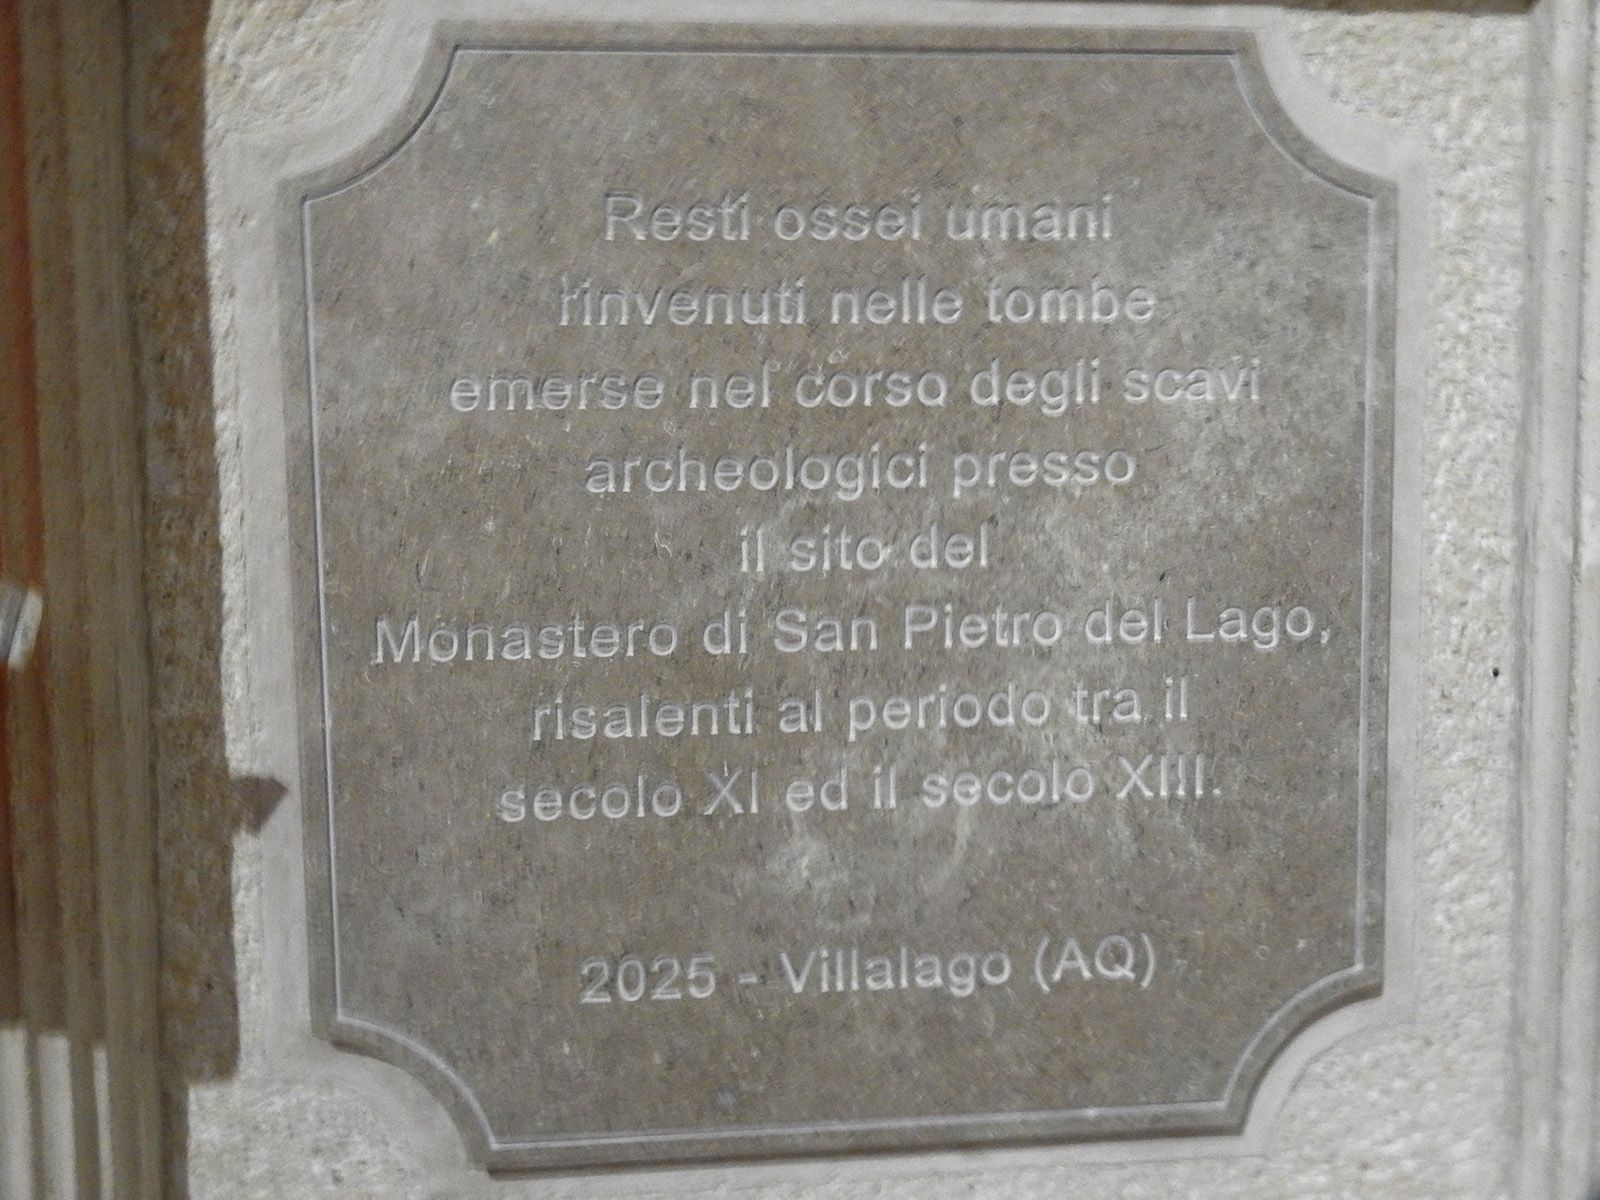 Resti ossei umani
rinvenuti nelle tombe
emerse nel corso degli scavi
archeologici presso
il sito del
Monastero di San Pietro del Lago,
risalenti al periodo tra il
secolo XI ed il secolo XIII.
2025 - Villalago (AQ)